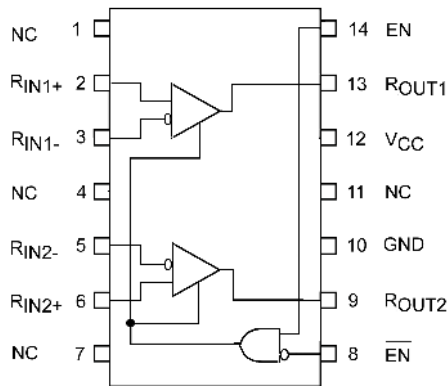 NC 1 14 EN
RIN1+ 2 13 ROUT1
RIN1- 3 12 VCC
NC 4 11 NC
RIN2- 5 10 GND
RIN2+ 6 9 ROUT2
NC 7 8 E̅N̅